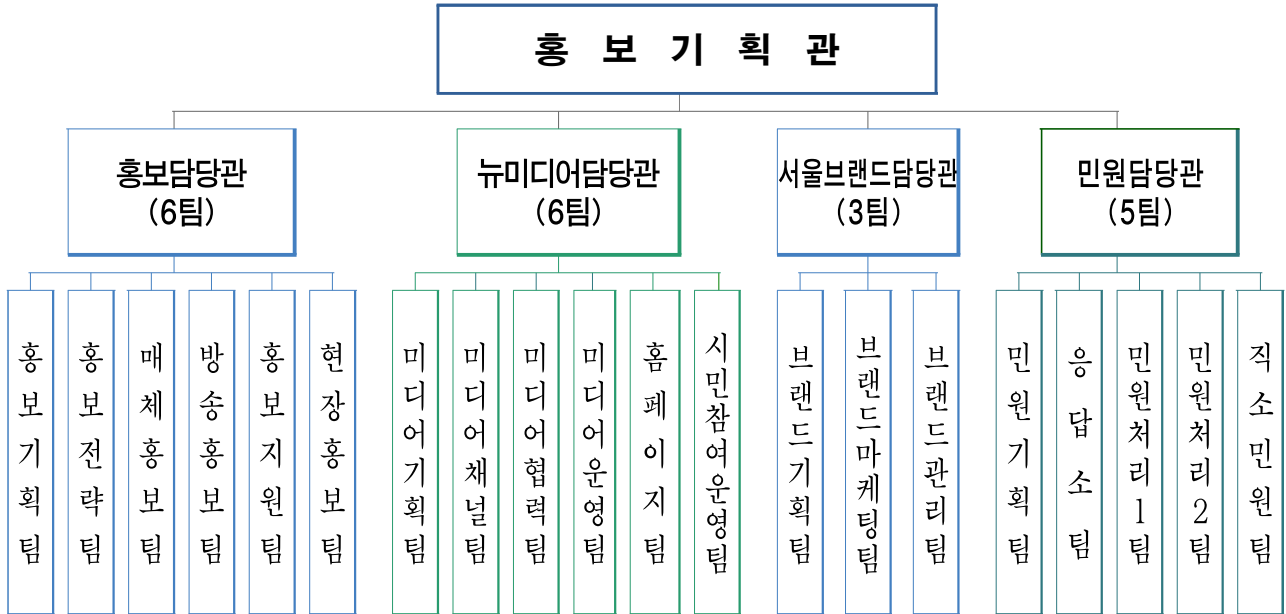 홍 보 기 획 관
홍보담당관
(6팀)
뉴미디어담당관
(6팀)
서울브랜드담당관
(3팀)
민원담당관
(5팀)
홍보기획팀
홍보전략팀
매체홍보팀
방송홍보팀
홍보지원팀
현장홍보팀
미디어기획팀
미디어채널팀
미디어협력팀
미디어운영팀
홈페이지팀
시민참여운영팀
브랜드기획팀
브랜드마케팅팀
브랜드관리팀
민원기획팀
응답소팀
민원처리1팀
민원처리2팀
직소민원팀